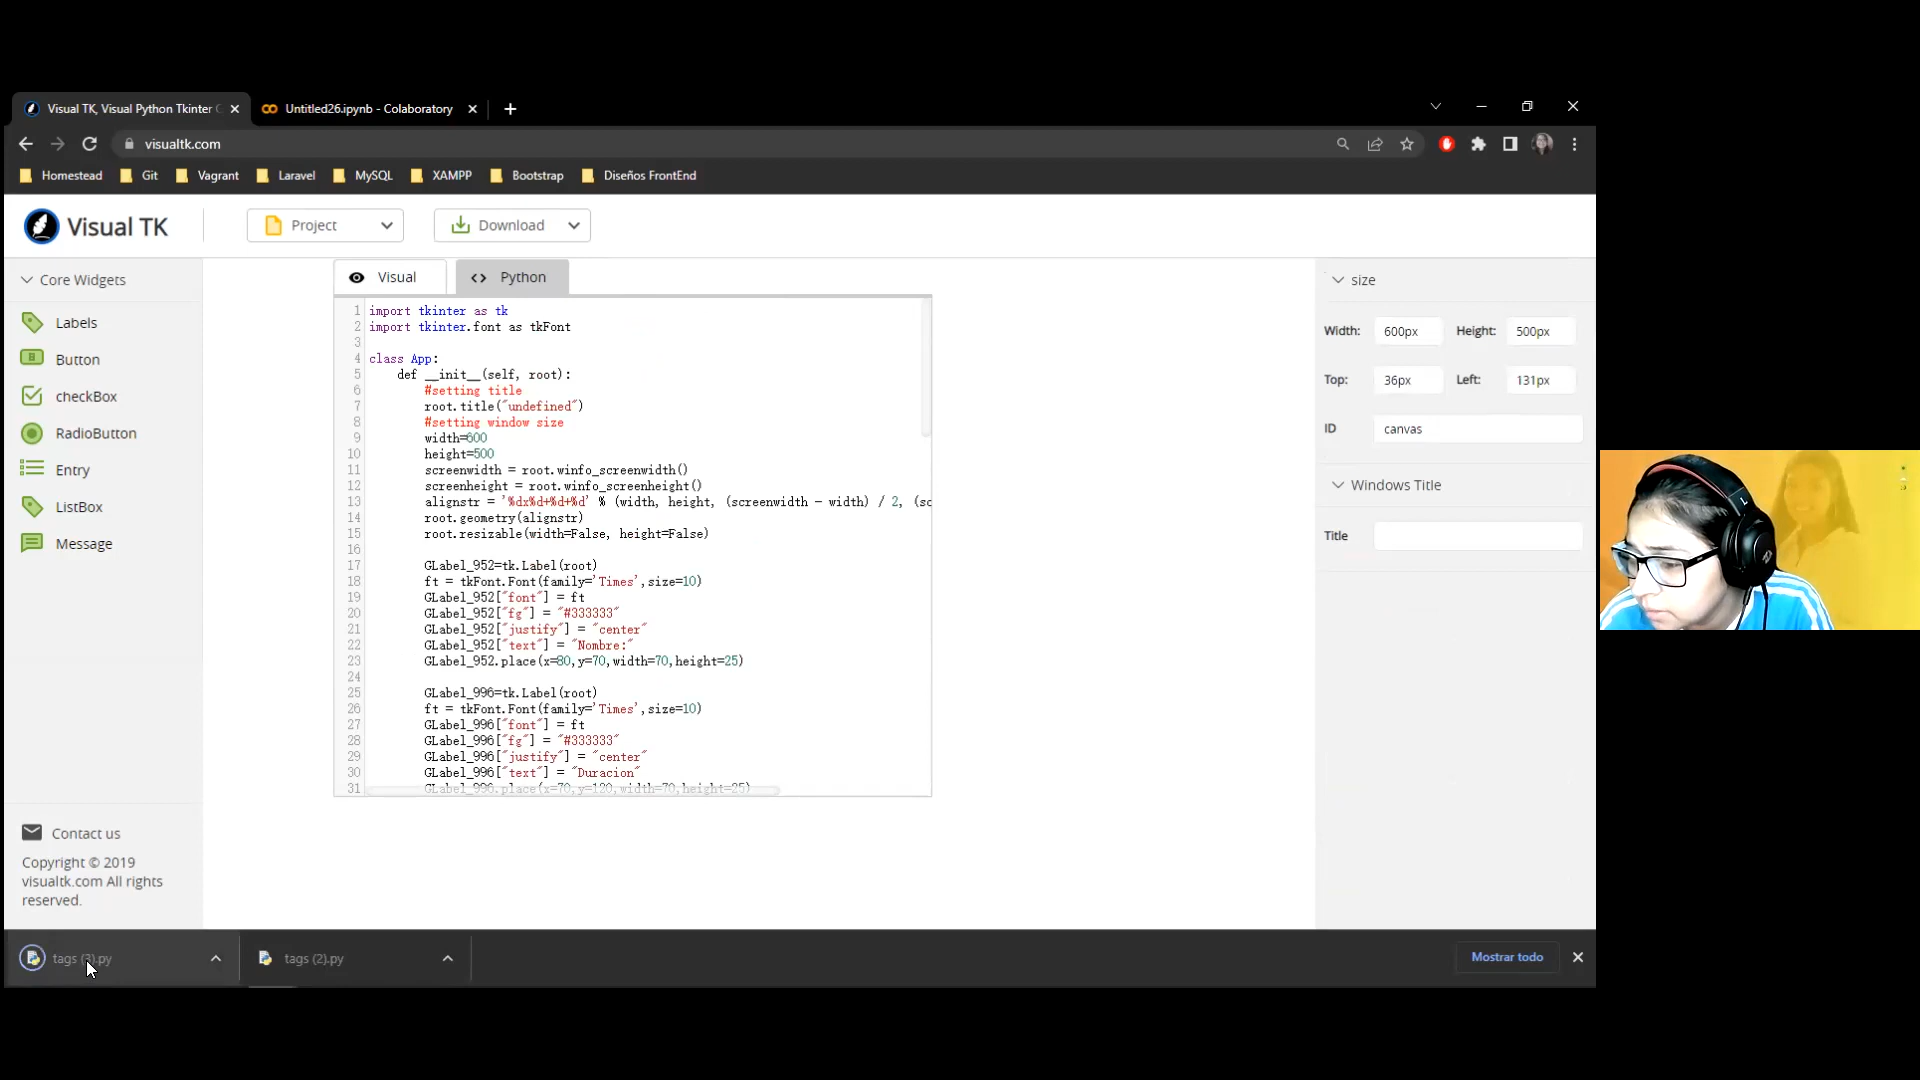 Visual TK, Visual Python Tkinter
Untitled26.ipynb - Colaboratory
visualtk.com
Homestead
Git
Vagrant
Laravel
MySQL
XAMPP
Bootstrap
Diseños FrontEnd
Visual TK
Project
Download
Core Widgets
Labels
Button
checkBox
RadioButton
Entry
ListBox
Message
Contact us
Copyright © 2019
visualtk.com All rights
reserved.
Visual
<> Python
1 import tkinter as tk
2 import tkinter.font as tkFont
3
4 class App:
5 def __init__(self, root):
6 #setting title
7 root.title("undefined")
8 #setting window size
9 width=600
10 height=500
11 screenwidth = root.winfo_screenwidth()
12 screenheight = root.winfo_screenheight()
13 alignstr = '%dx%d+%d+%d' % (width, height, (screenwidth - width) / 2, (sc
14 root.geometry(alignstr)
15 root.resizable(width=False, height=False)
16
17 GLabel_952=tk.Label(root)
18 ft = tkFont.Font(family='Times',size=10)
19 GLabel_952["font"] = ft
20 GLabel_952["fg"] = "#333333"
21 GLabel_952["justify"] = "center"
22 GLabel_952["text"] = "Nombre:"
23 GLabel_952.place(x=80,y=70,width=70,height=25)
24
25 GLabel_996=tk.Label(root)
26 ft = tkFont.Font(family='Times',size=10)
27 GLabel_996["font"] = ft
28 GLabel_996["fg"] = "#333333"
29 GLabel_996["justify"] = "center"
30 GLabel_996["text"] = "Duracion"
31 GLabel_996.place(x=70,y=120,width=70,height=25)
size
Width: 600px Height: 500px
Top: 36px Left: 131px
ID canvas
Windows Title
Title
tags (3).py
tags (2).py
Mostrar todo